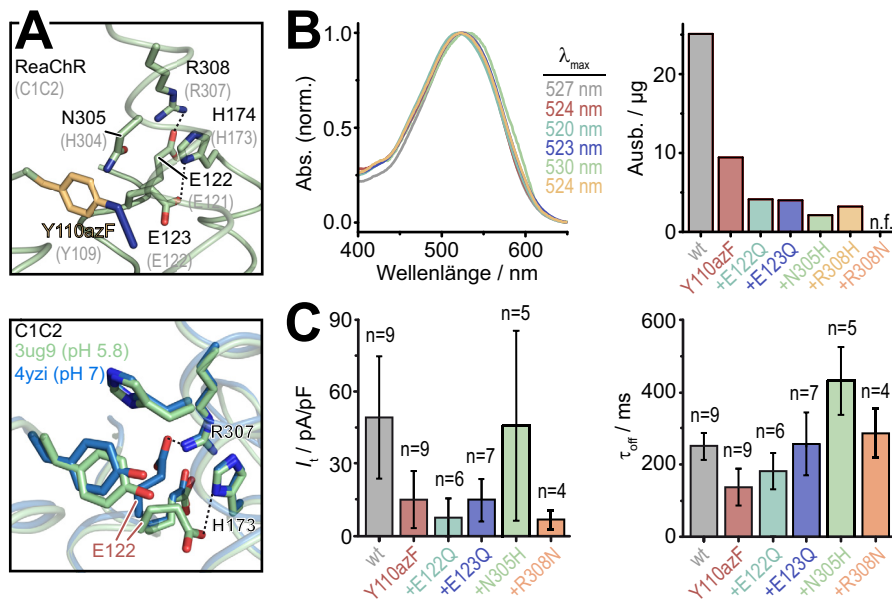 A
ReaChR
(C1C2)
R308
(R307)
N305
(H304)
H174
(H173)
E122
(E121)
Y110azF
(Y109)
E123
(E122)
C1C2
3ug9 (pH 5.8)
4yzi (pH 7)
R307
H173
E122
B
Abs. (norm.)
1.0
0.5
0.0
400
500
600
Wellenlänge / nm
λmax
527 nm
524 nm
520 nm
523 nm
530 nm
524 nm
Ausb. / µg
20
10
0
n.f.
wt
Y110azF
+E122Q
+E123Q
+N305H
+R308H
+R308N
C
It / pA/pF
90
60
30
0
n=9
n=9
n=6
n=7
n=5
n=4
wt
Y110azF
+E122Q
+E123Q
+N305H
+R308N
τoff / ms
600
400
200
0
n=9
n=9
n=6
n=7
n=5
n=4
wt
Y110azF
+E122Q
+E123Q
+N305H
+R308N